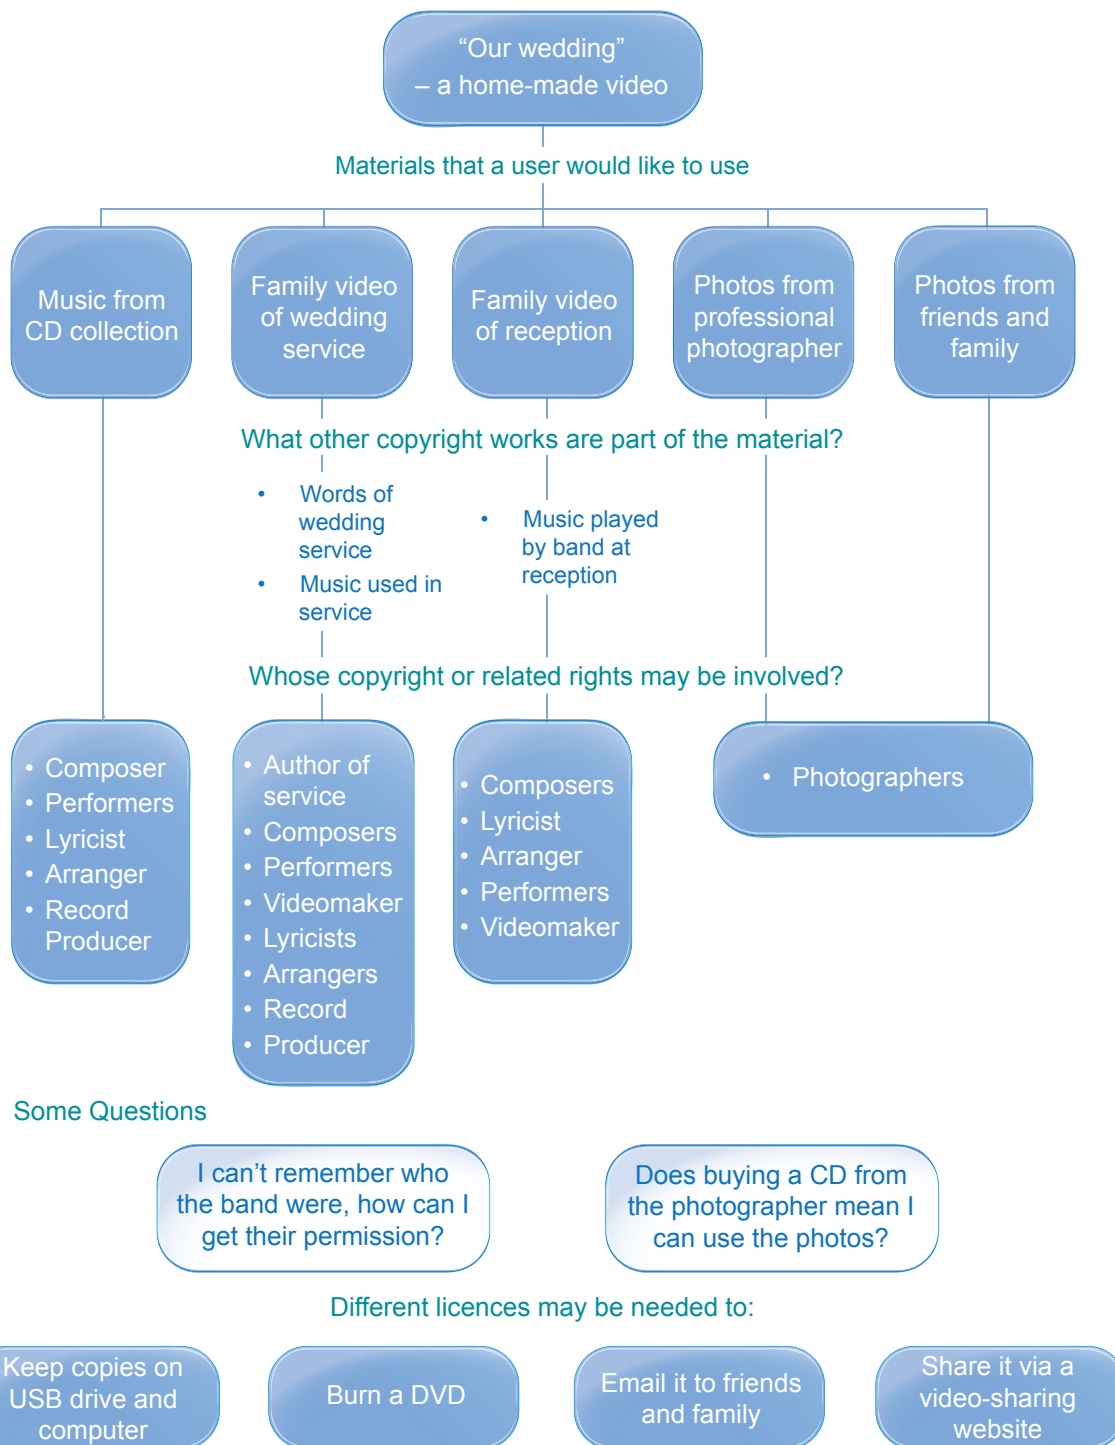 “Our wedding”
– a home-made video
Materials that a user would like to use
Music from
CD collection
Family video
of wedding
service
Family video
of reception
Photos from
professional
photographer
Photos from
friends and
family
What other copyright works are part of the material?
• Words of
wedding
service
• Music used in
service
• Music played
by band at
reception
Whose copyright or related rights may be involved?
• Composer
• Performers
• Lyricist
• Arranger
• Record
Producer
• Author of
service
• Composers
• Performers
• Videomaker
• Lyricists
• Arrangers
• Record
• Producer
• Composers
• Lyricist
• Arranger
• Performers
• Videomaker
• Photographers
Some Questions
I can’t remember who
the band were, how can I
get their permission?
Does buying a CD from
the photographer mean I
can use the photos?
Different licences may be needed to:
Keep copies on
USB drive and
computer
Burn a DVD
Email it to friends
and family
Share it via a
video-sharing
website